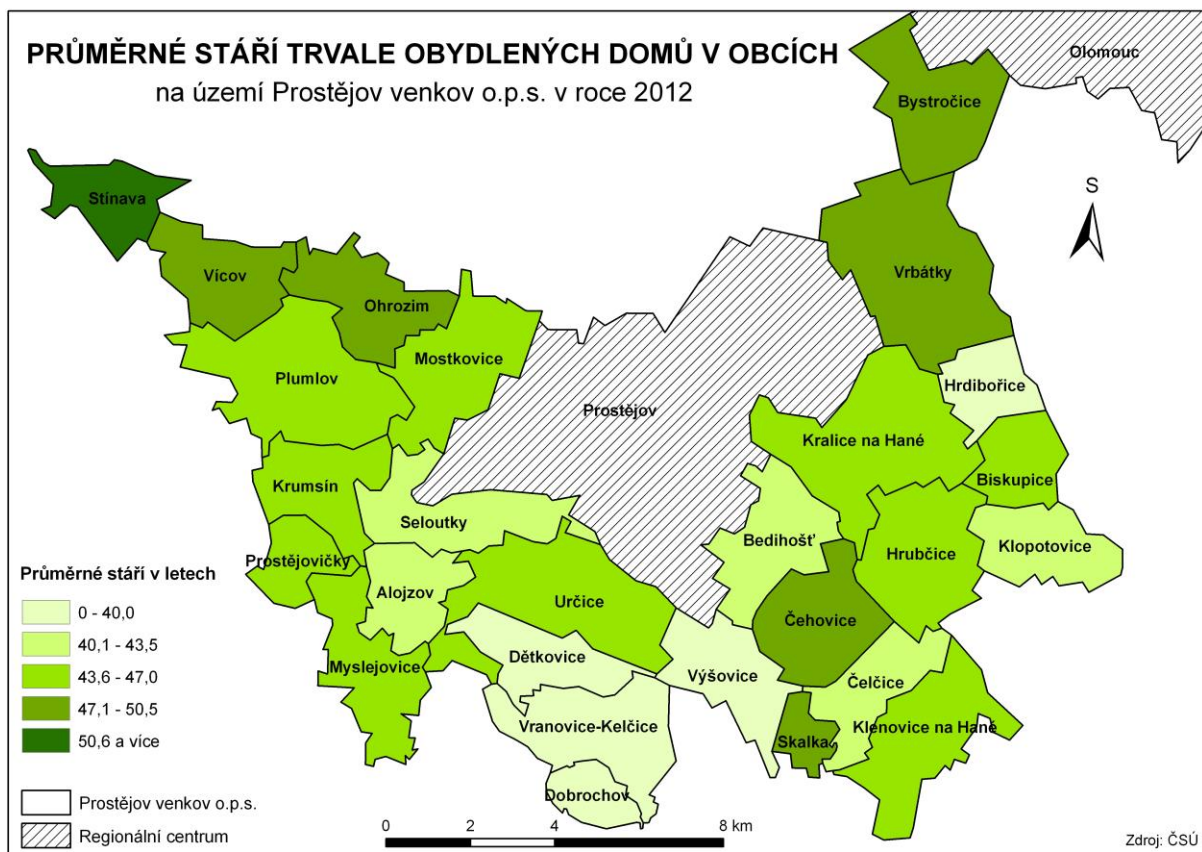 PRŮMĚRNÉ STÁŘÍ TRVALE OBYDLENÝCH DOMŮ V OBCÍCH
na území Prostějov venkov o.p.s. v roce 2012
Olomouc
Bystročice
S
Stínava
Vícov
Vrbátky
Ohrozim
Mostkovice
Plumlov
Hrdibořice
Prostějov
Kralice na Hané
Biskupice
Krumsín
Seloutky
Bedihošť
Hrubčice
Klopotovice
Prostějovičky
Alojzov
Určice
Čehovice
Myslejovice
Dětkovice
Výšovice
Čelčice
Vranovice-Kelčice
Skalka
Klenovice na Hané
Dobrochov
Průměrné stáří v letech
0 - 40,0
40,1 - 43,5
43,6 - 47,0
47,1 - 50,5
50,6 a více
Prostějov venkov o.p.s.
Regionální centrum
0 2 4 8 km
Zdroj: ČSÚ